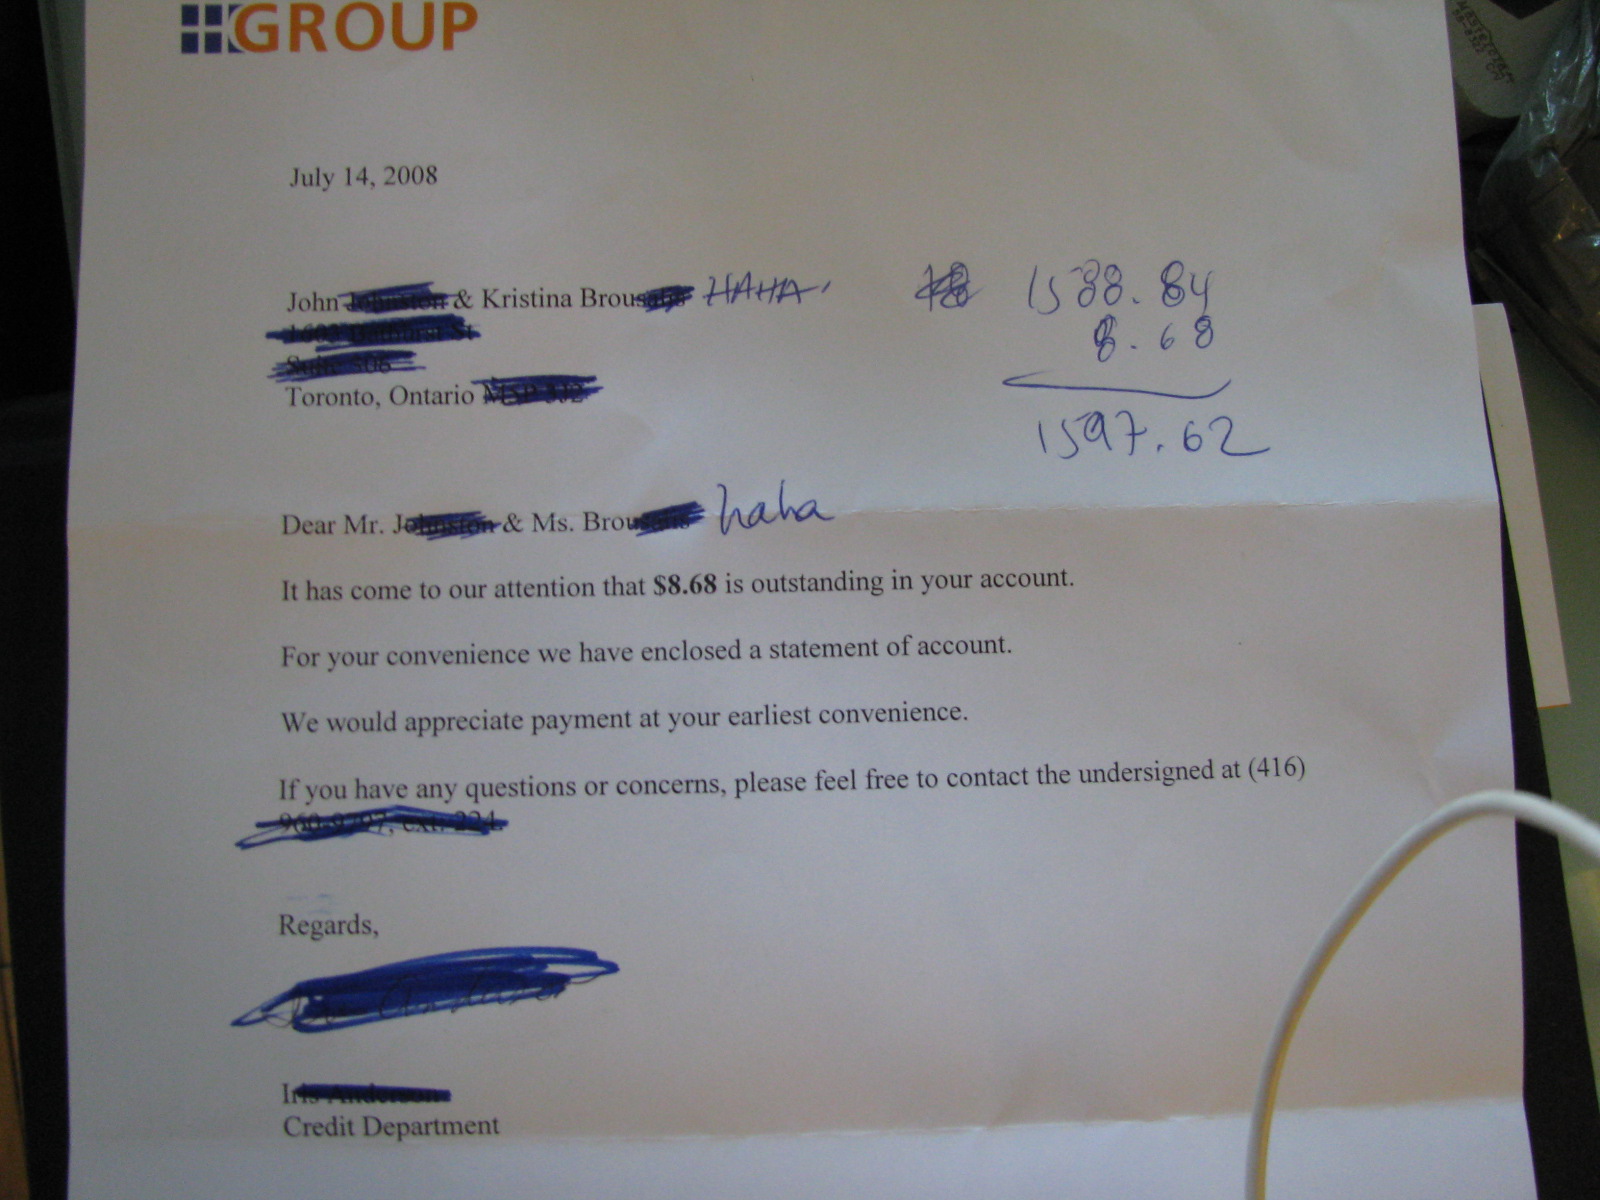 GROUP
July 14, 2008
John & Kristina Brou HAHA
1588.84
8.68
Toronto, Ontario
1597.62
Dear Mr. J & Ms. Brou haha
It has come to our attention that $8.68 is outstanding in your account.
For your convenience we have enclosed a statement of account.
We would appreciate payment at your earliest convenience.
If you have any questions or concerns, please feel free to contact the undersigned at (416)
Regards,
Credit Department